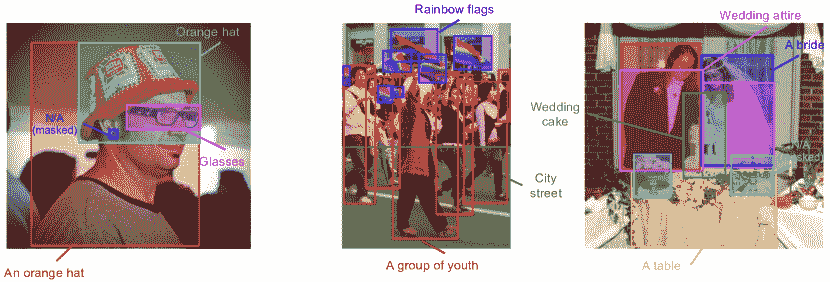 Orange hat
N/A
(masked)
Glasses
An orange hat
Rainbow flags
City
street
A group of youth
Wedding attire
A bride
Wedding
cake
A table